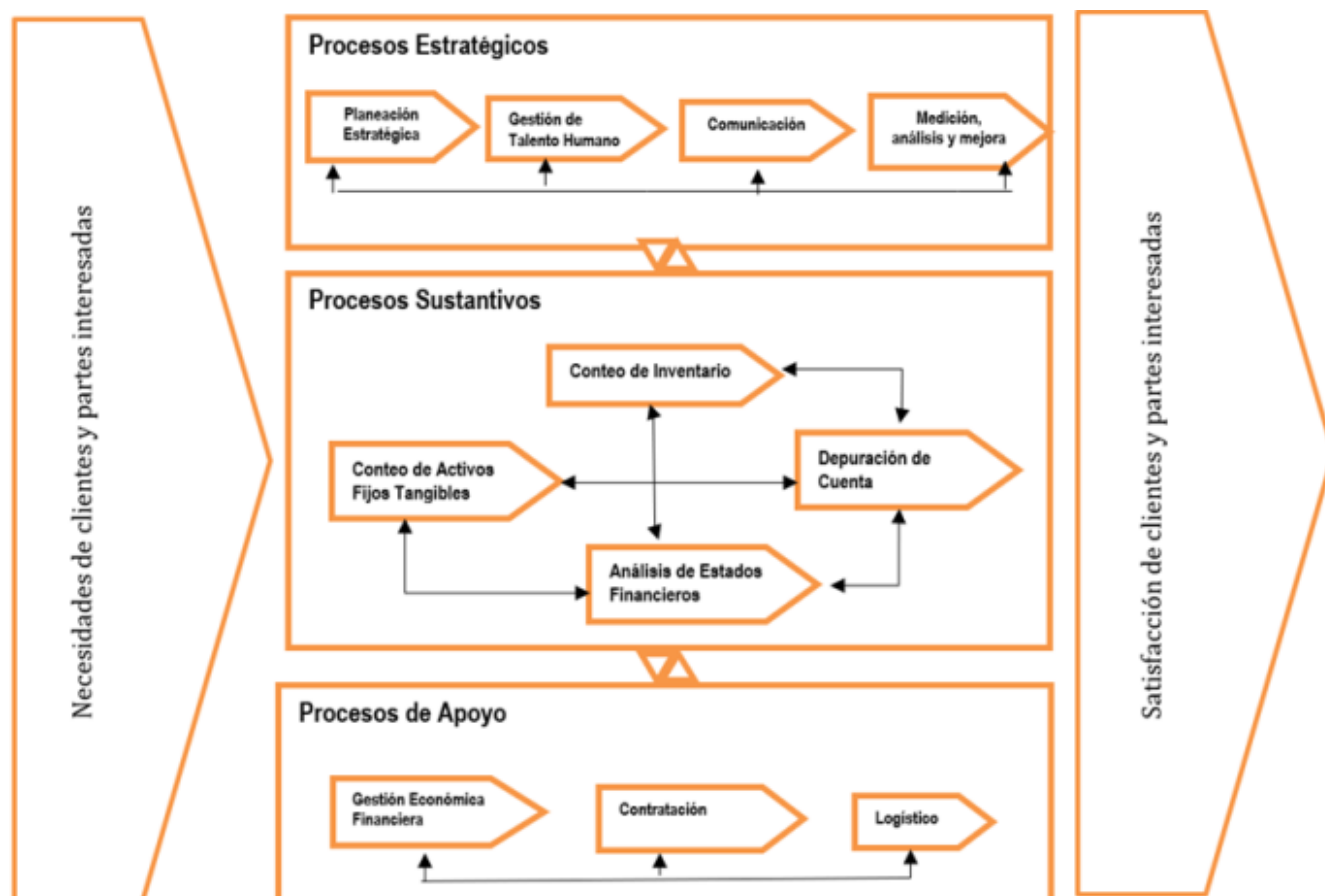 Necesidades de clientes y partes interesadas
Procesos Estratégicos
Planeación
Estratégica
Gestión de
Talento Humano
Comunicación
Medición,
análisis y mejora
Procesos Sustantivos
Conteo de Inventario
Conteo de Activos
Fijos Tangibles
Depuración de
Cuenta
Análisis de Estados
Financieros
Procesos de Apoyo
Gestión Económica
Financiera
Contratación
Logístico
Satisfacción de clientes y partes interesadas